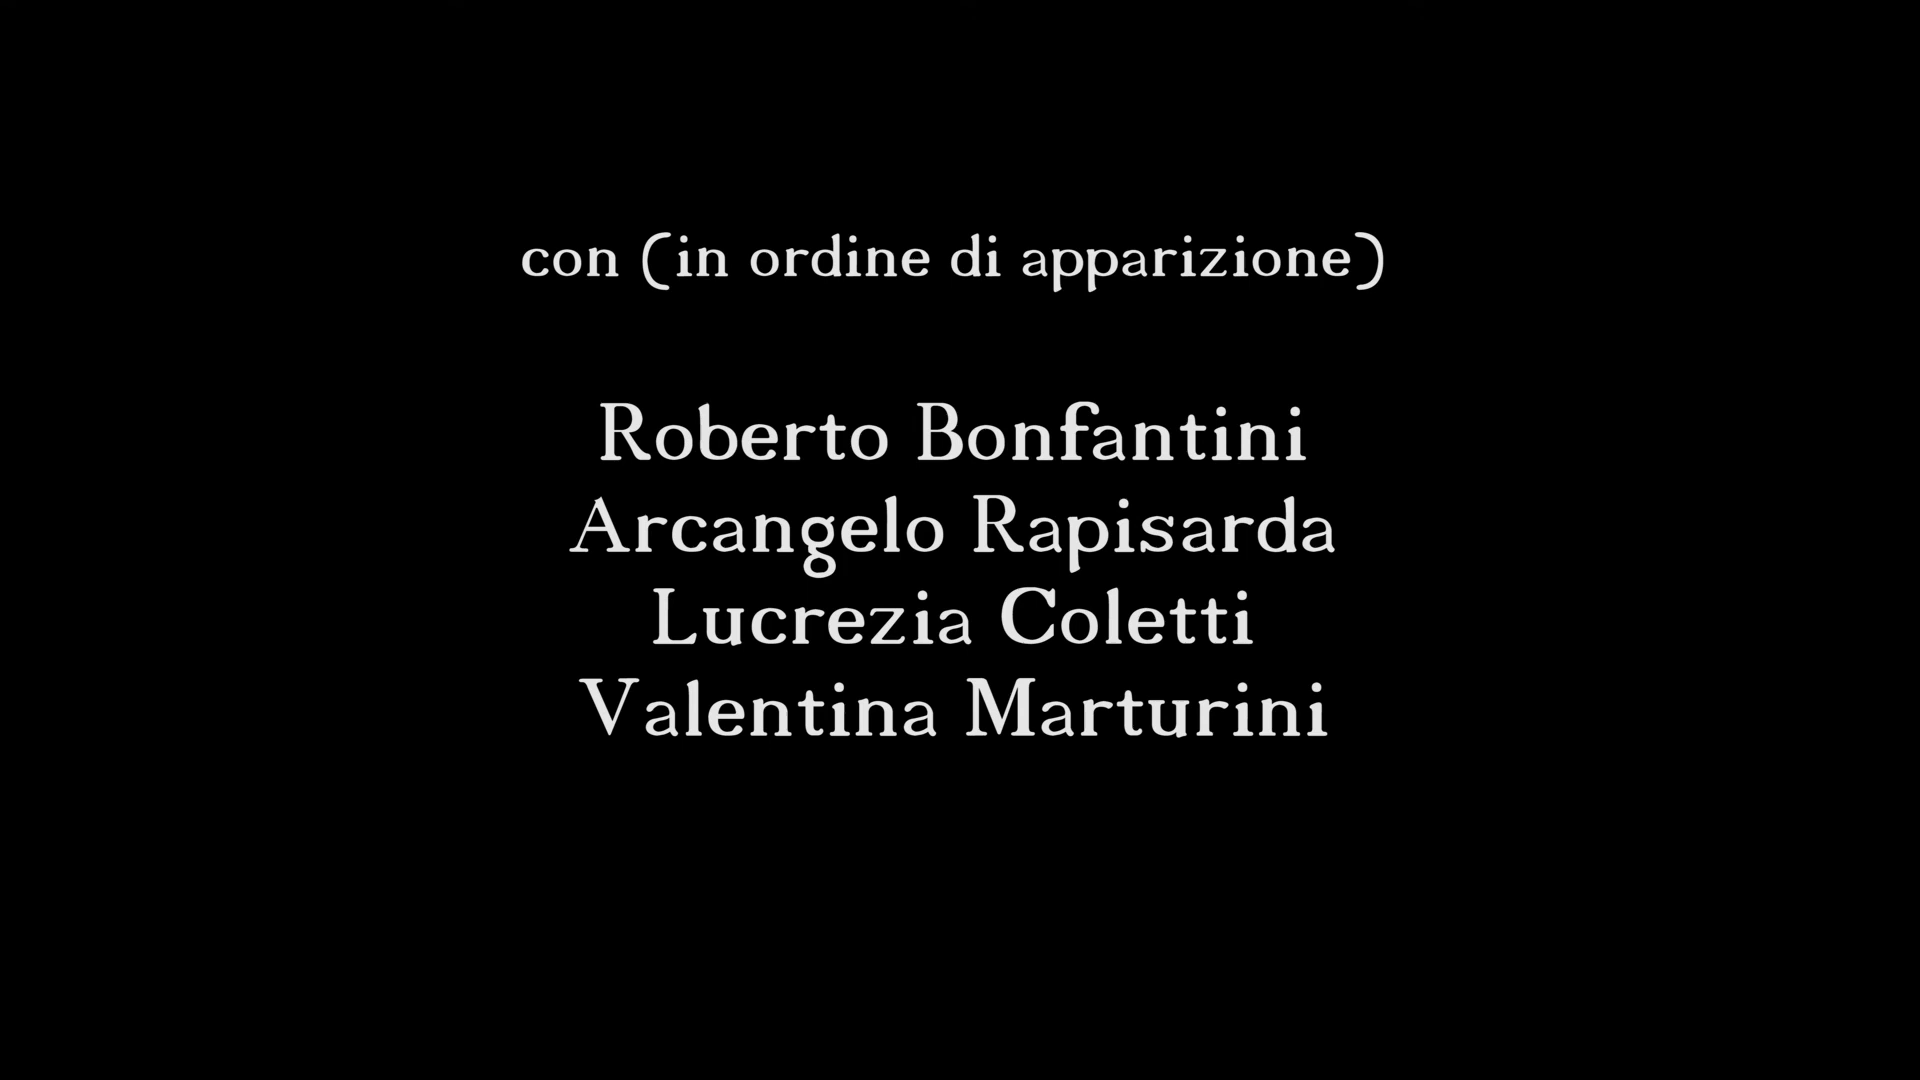 con (in ordine di apparizione)
Roberto Bonfantini
Arcangelo Rapisarda
Lucrezia Coletti
Valentina Marturini